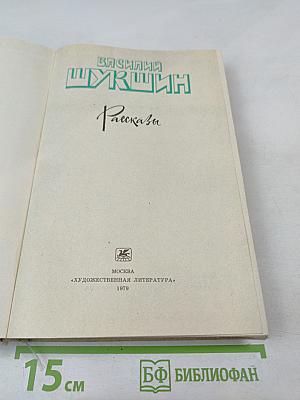 ВАСИЛИЙ
ШУКШИН
Рассказы
МОСКВА
«ХУДОЖЕСТВЕННАЯ ЛИТЕРАТУРА»
1979
15 см
БФ БИБЛИОФАН